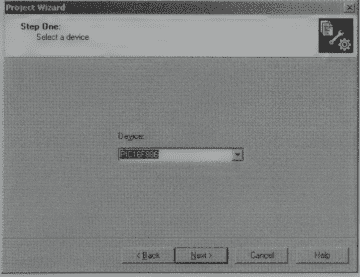 Project Wizard
Step One:
Select a device
Device:
< Back
Next >
Cancel
Help